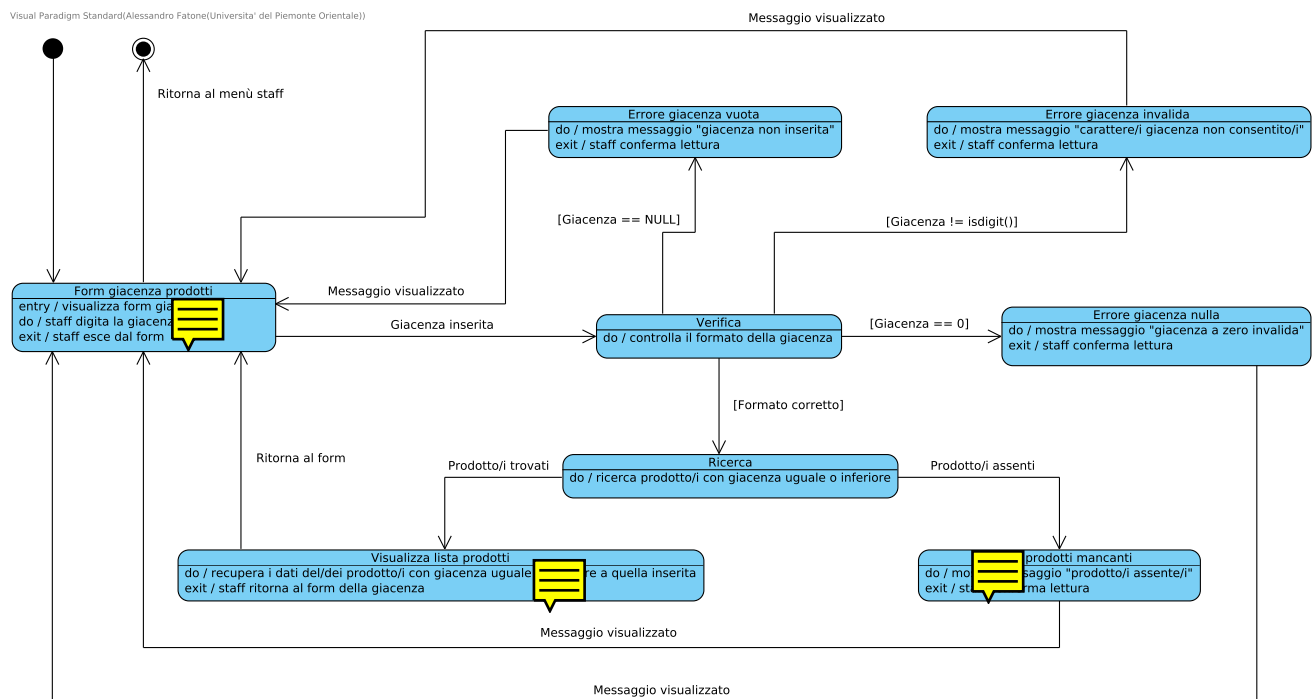 Visual Paradigm Standard(Alessandro Fatone(Universita' del Piemonte Orientale))
Messaggio visualizzato
Ritorna al menù staff
Errore giacenza vuota
do / mostra messaggio "giacenza non inserita"
exit / staff conferma lettura
Errore giacenza invalida
do / mostra messaggio "carattere/i giacenza non consentito/i"
exit / staff conferma lettura
[Giacenza == NULL]
[Giacenza != isdigit()]
Form giacenza prodotti
entry / visualizza form
do / staff digita la
exit / staff esce dal form
Messaggio visualizzato
Giacenza inserita
Verifica
do / controlla il formato della giacenza
[Giacenza == 0]
Errore giacenza nulla
do / mostra messaggio "giacenza a zero invalida"
exit / staff conferma lettura
[Formato corretto]
Ritorna al form
Prodotto/i trovati
Ricerca
do / ricerca prodotto/i con giacenza uguale o inferiore
Prodotto/i assenti
Visualizza lista prodotti
do / recupera i dati del/dei prodotto/i con giacenza uguale a quella inserita
exit / staff ritorna al form della giacenza
prodotti mancanti
do / "prodotto/i assente/i"
exit / lettura
Messaggio visualizzato
Messaggio visualizzato